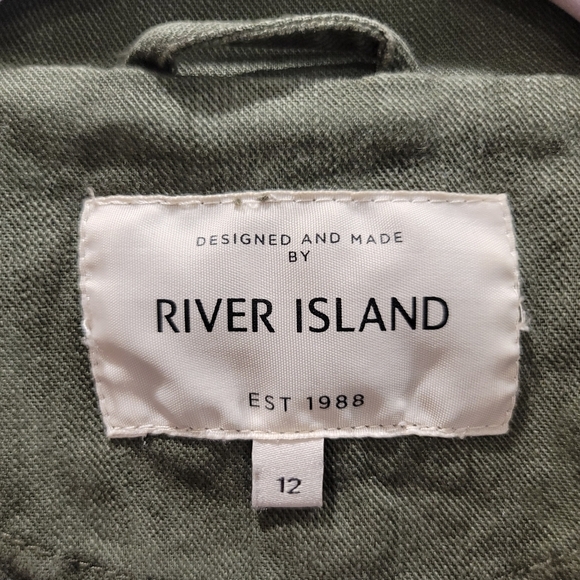 DESIGNED AND MADE
BY
RIVER ISLAND
EST 1988
12